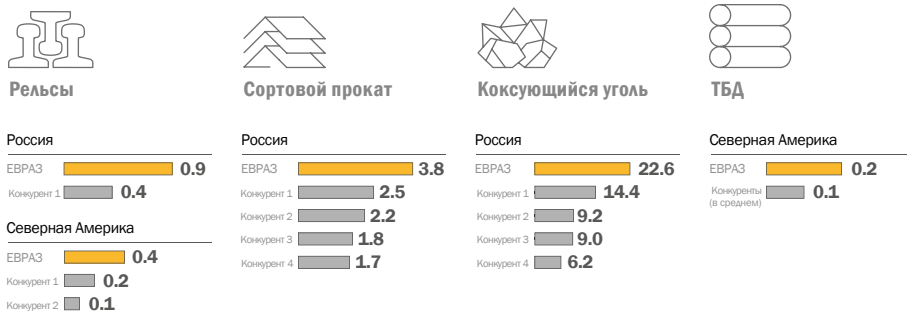 Рельсы
Россия
ЕВРАЗ 0.9
Конкурент 1 0.4
Северная Америка
ЕВРАЗ 0.4
Конкурент 1 0.2
Конкурент 2 0.1
Сортовой прокат
Россия
ЕВРАЗ 3.8
Конкурент 1 2.5
Конкурент 2 2.2
Конкурент 3 1.8
Конкурент 4 1.7
Коксующийся уголь
Россия
ЕВРАЗ 22.6
Конкурент 1 14.4
Конкурент 2 9.2
Конкурент 3 9.0
Конкурент 4 6.2
ТБД
Северная Америка
ЕВРАЗ 0.2
Конкуренты
(в среднем) 0.1